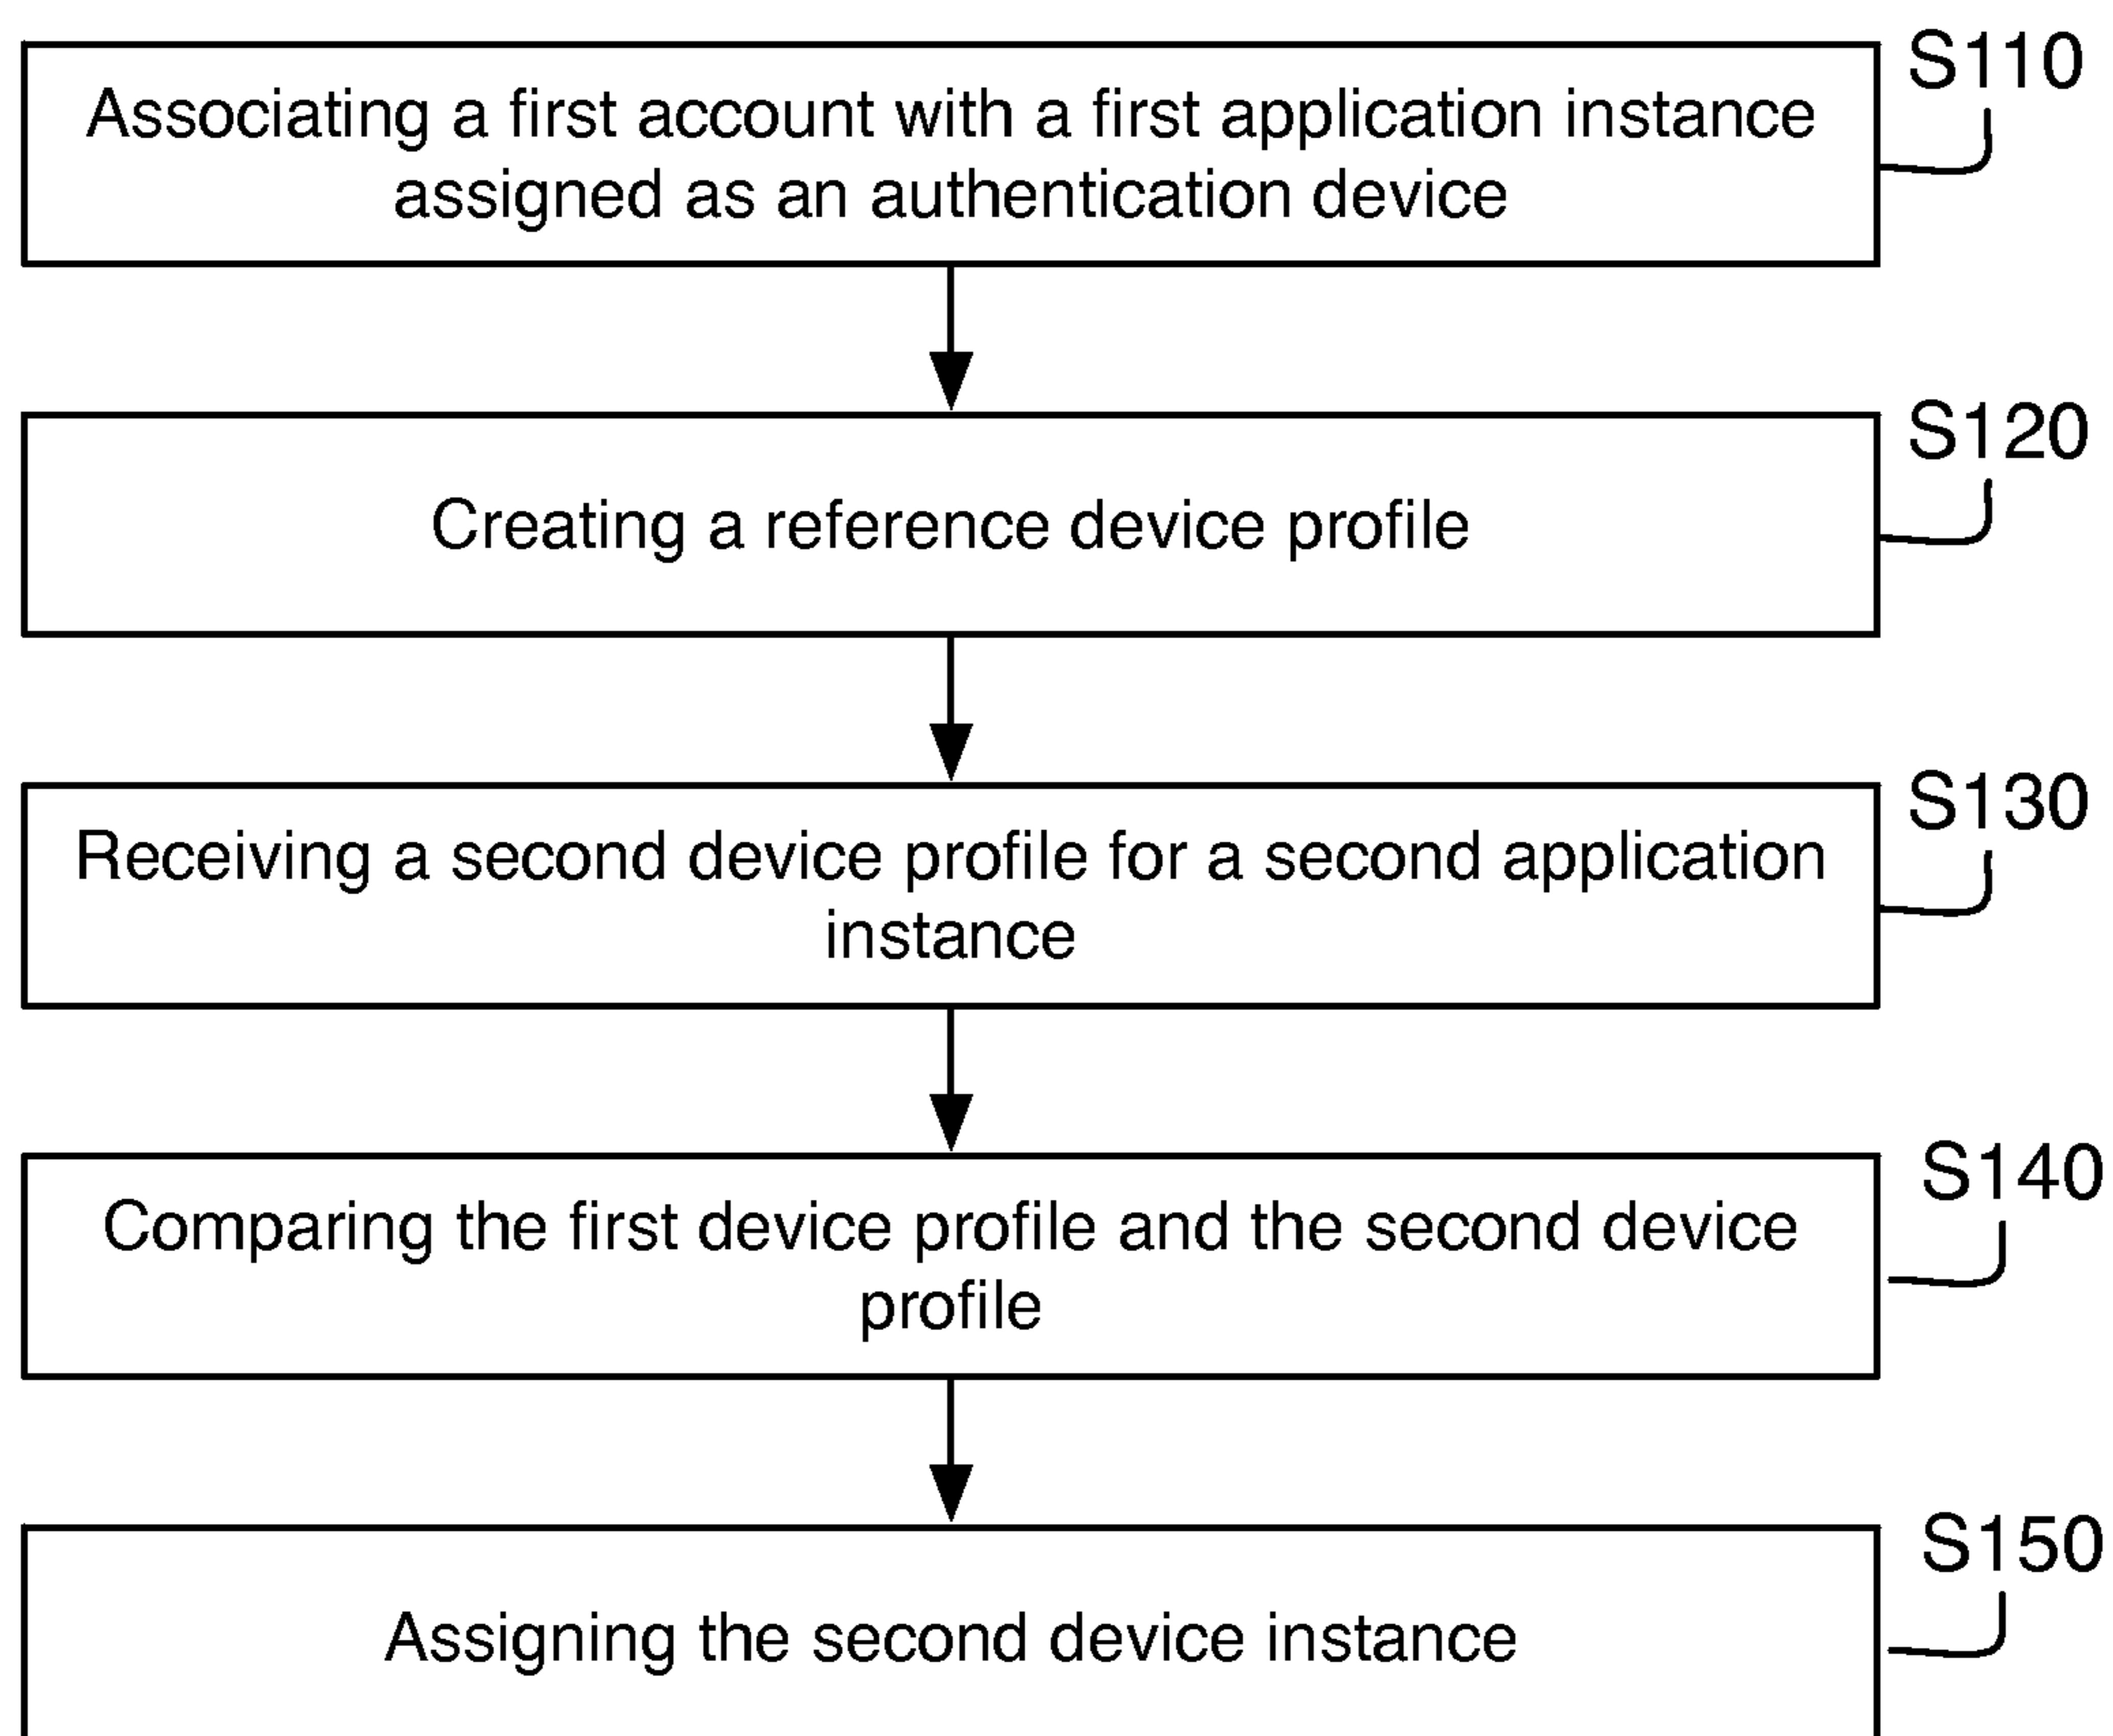 S110
Associating a first account with a first application instance
assigned as an authentication device
S120
Creating a reference device profile
S130
Receiving a second device profile for a second application
instance
S140
Comparing the first device profile and the second device
profile
S150
Assigning the second device instance